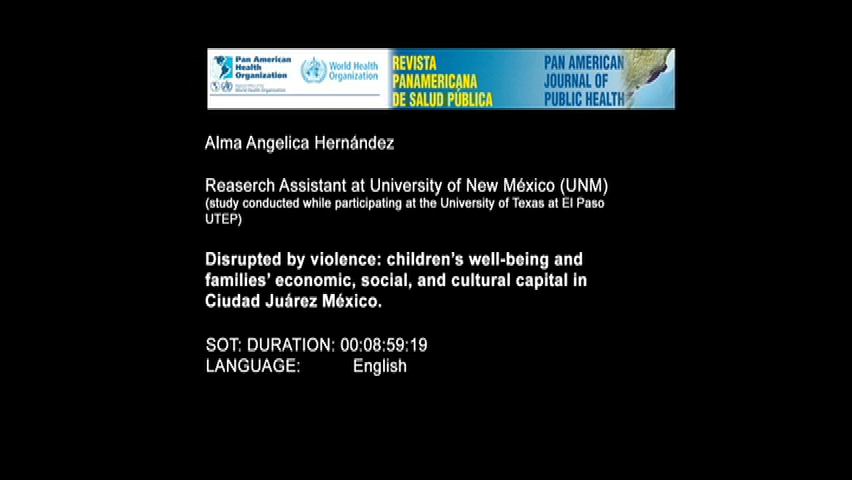 Pan American
Health
Organization
World Health
Organization
REVISTA
PANAMERICANA
DE SALUD PÚBLICA
PAN AMERICAN
JOURNAL OF
PUBLIC HEALTH
Alma Angelica Hernández
Reaserch Assistant at University of New México (UNM)
(study conducted while participating at the University of Texas at El Paso
UTEP)
Disrupted by violence: children's well-being and
families' economic, social, and cultural capital in
Ciudad Juárez México.
SOT: DURATION: 00:08:59:19
LANGUAGE: English